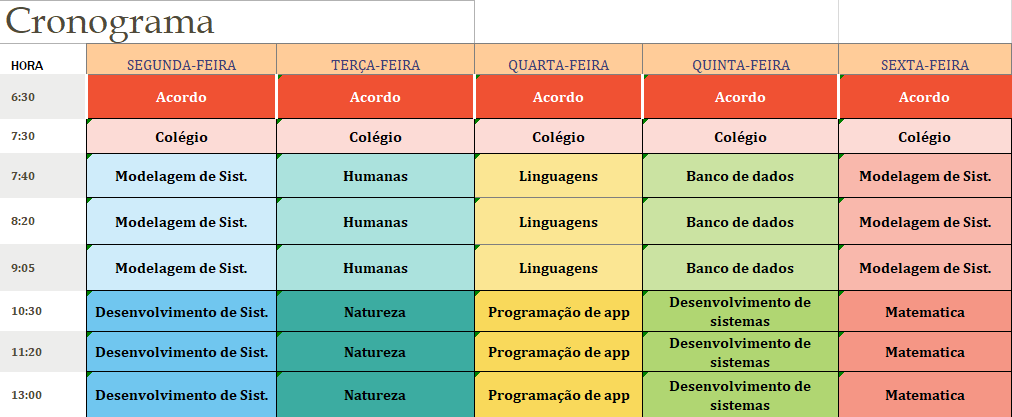 Cronograma
HORA SEGUNDA-FEIRA TERÇA-FEIRA QUARTA-FEIRA QUINTA-FEIRA SEXTA-FEIRA
6:30 Acordo Acordo Acordo Acordo Acordo
7:30 Colégio Colégio Colégio Colégio Colégio
7:40 Modelagem de Sist. Humanas Linguagens Banco de dados Modelagem de Sist.
8:20 Modelagem de Sist. Humanas Linguagens Banco de dados Modelagem de Sist.
9:05 Modelagem de Sist. Humanas Linguagens Banco de dados Modelagem de Sist.
10:30 Desenvolvimento de Sist. Natureza Programação de app Desenvolvimento de sistemas Matematica
11:20 Desenvolvimento de Sist. Natureza Programação de app Desenvolvimento de sistemas Matematica
13:00 Desenvolvimento de Sist. Natureza Programação de app Desenvolvimento de sistemas Matematica